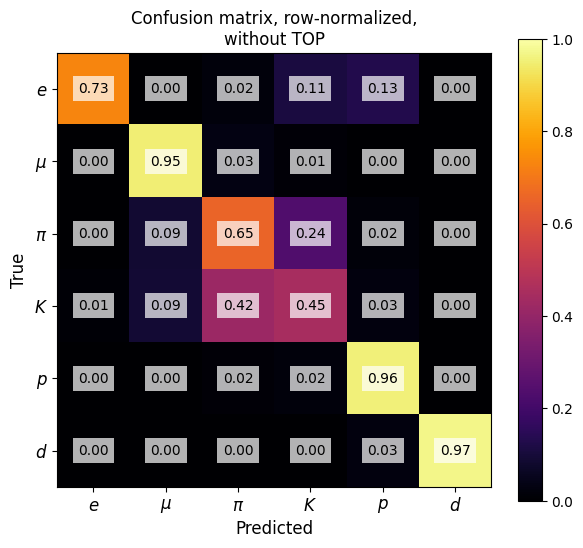 Confusion matrix, row-normalized,
without TOP
True
e 0.73 0.00 0.02 0.11 0.13 0.00
μ 0.00 0.95 0.03 0.01 0.00 0.00
π 0.00 0.09 0.65 0.24 0.02 0.00
K 0.01 0.09 0.42 0.45 0.03 0.00
p 0.00 0.00 0.02 0.02 0.96 0.00
d 0.00 0.00 0.00 0.00 0.03 0.97
e μ π K p d
Predicted
1.0
0.8
0.6
0.4
0.2
0.0